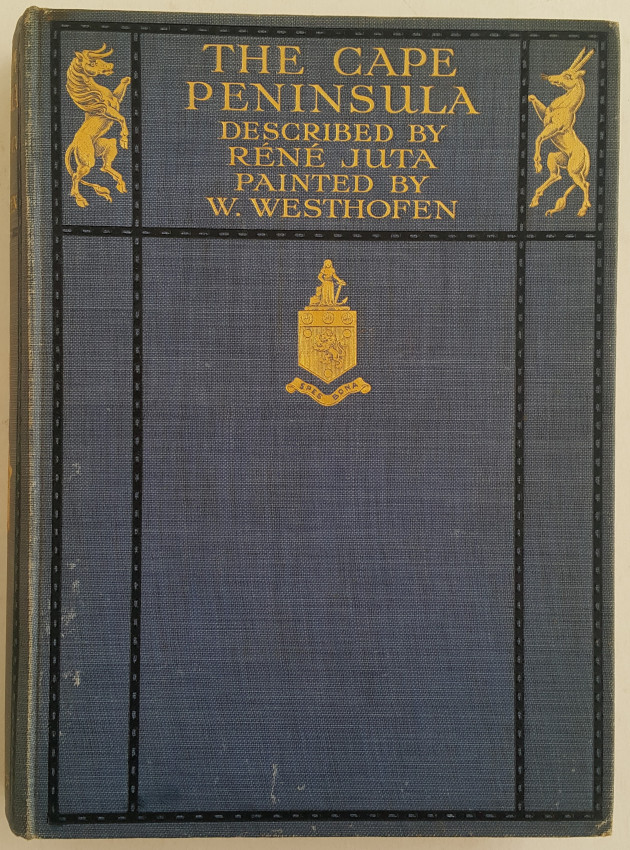 THE CAPE
PENINSULA
DESCRIBED BY
RÉNÉ JUTA
PAINTED BY
W. WESTHOFEN
SPES BONA